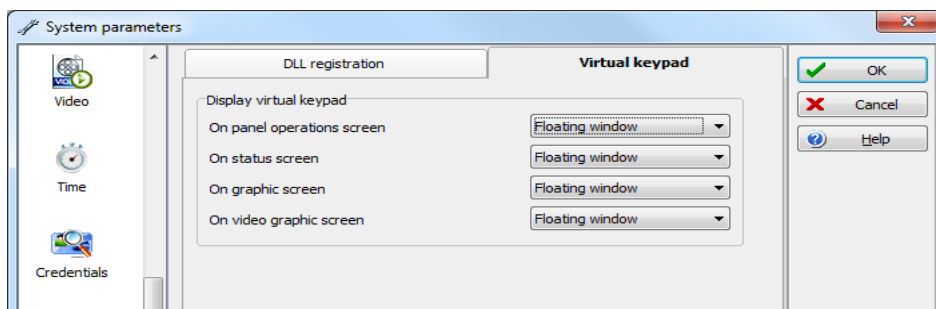 System parameters
Video
Time
Credentials
DLL registration
Virtual keypad
Display virtual keypad
On panel operations screen Floating window
On status screen Floating window
On graphic screen Floating window
On video graphic screen Floating window
OK
Cancel
Help